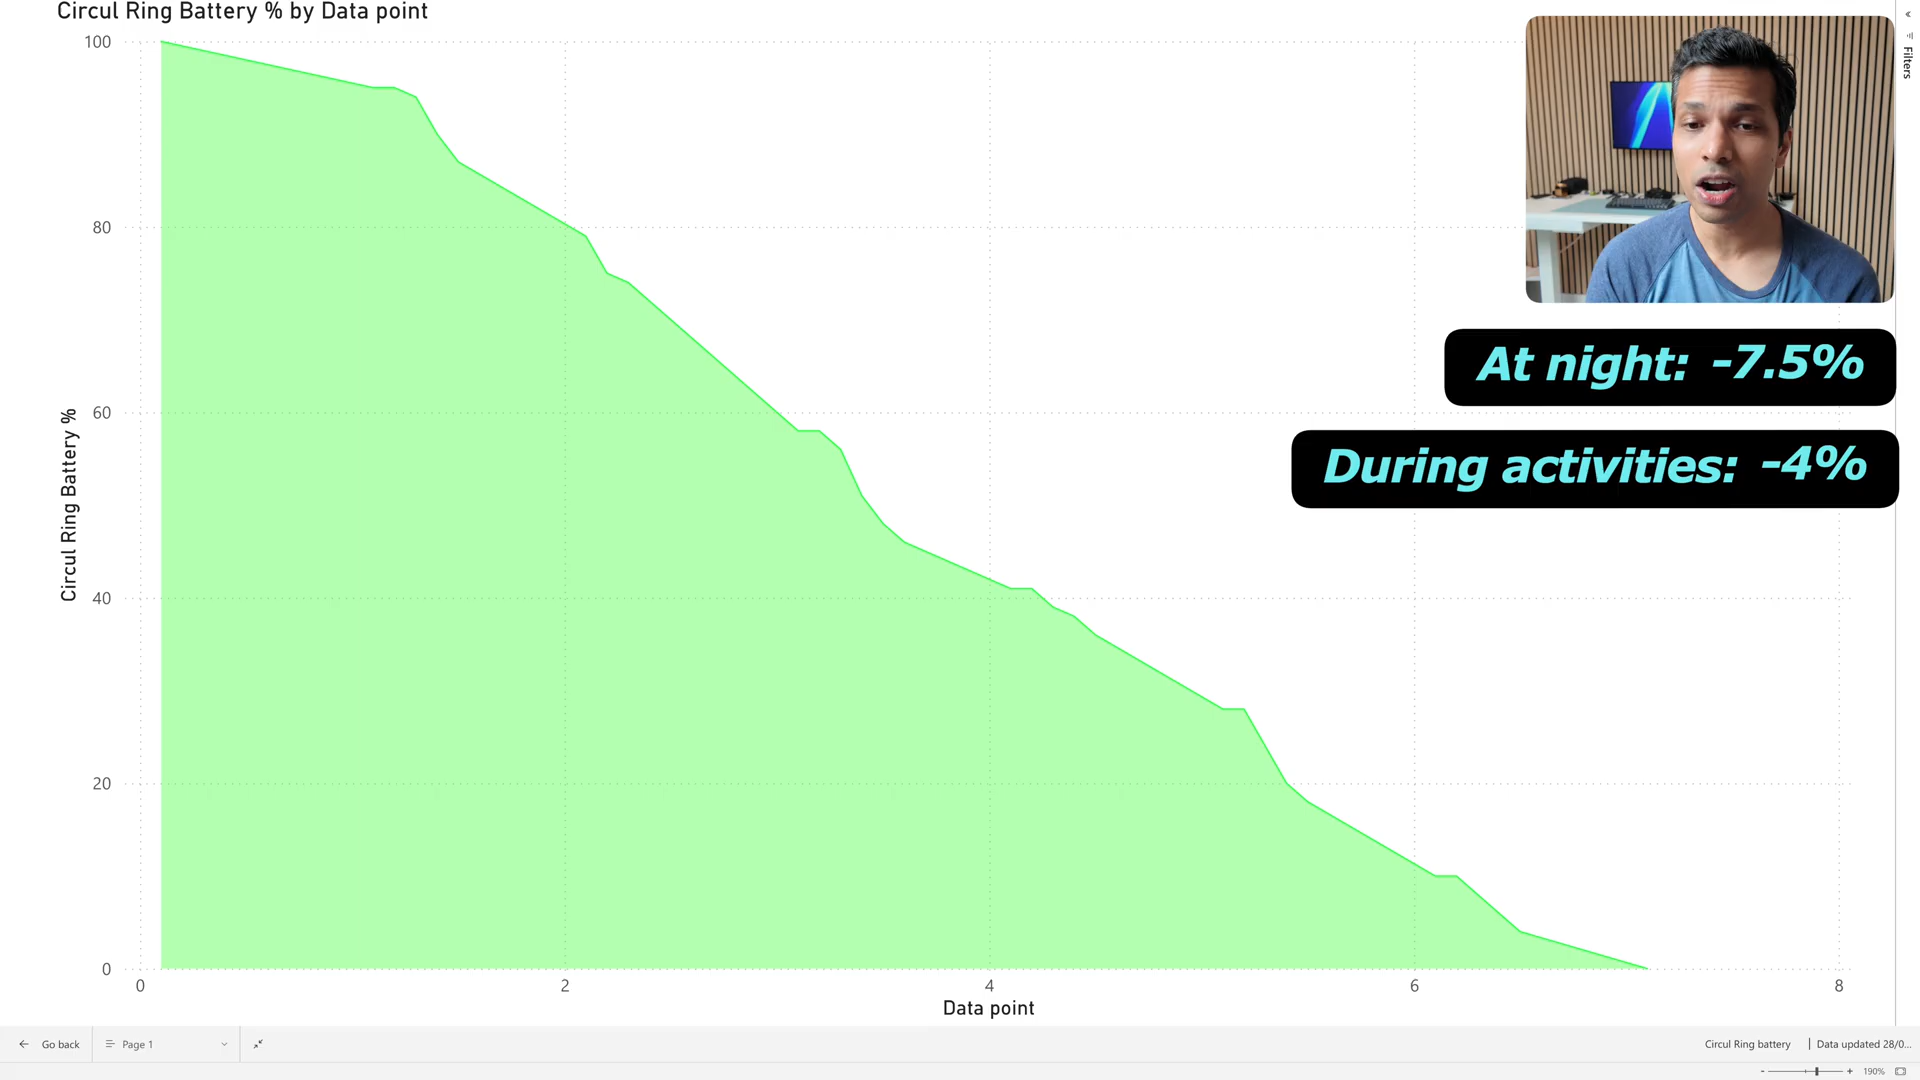 Circul Ring Battery % by Data point
100
80
60
40
20
0
Circul Ring Battery %
0 2 4 6 8
Data point
At night: -7.5%
During activities: -4%
Filters
Go back
Page 1
Circul Ring battery | Data updated 28/0...
- + 190%